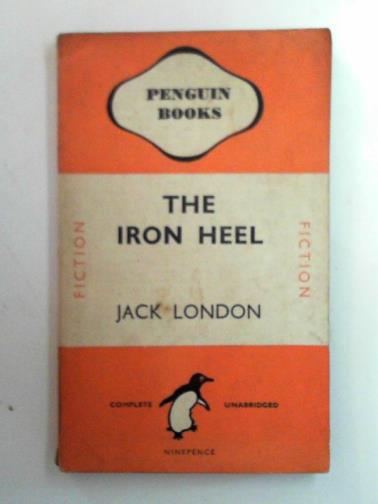 PENGUIN
BOOKS
THE
IRON HEEL
FICTION
FICTION
JACK LONDON
COMPLETE UNABRIDGED
NINEPENCE